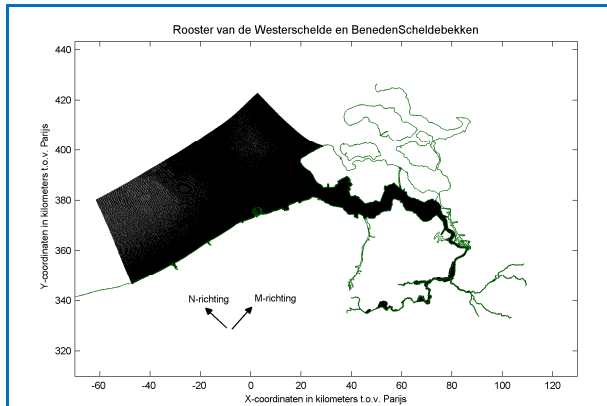 Rooster van de Westerschelde en BenedenScheldebekken
440
420
400
380
360
340
320
Y-coordinaten in kilometers t.o.v. Parijs
N-richting
M-richting
-60 -40 -20 0 20 40 60 80 100 120
X-coordinaten in kilometers t.o.v. Parijs